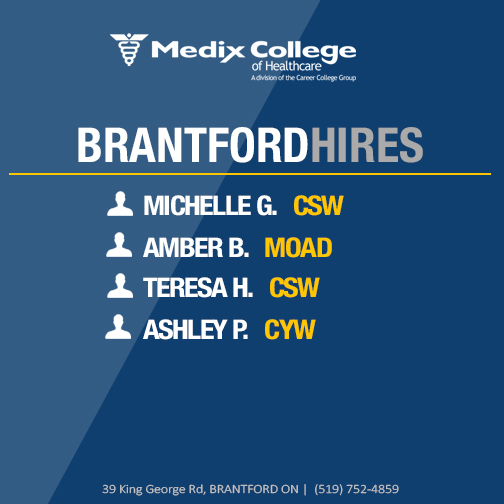 Medix College
of Healthcare
A division of the Career College Group
BRANTFORDHIRES
MICHELLE G. CSW
AMBER B. MOAD
TERESA H. CSW
ASHLEY P. CYW
39 King George Rd, BRANTFORD ON | (519) 752-4859